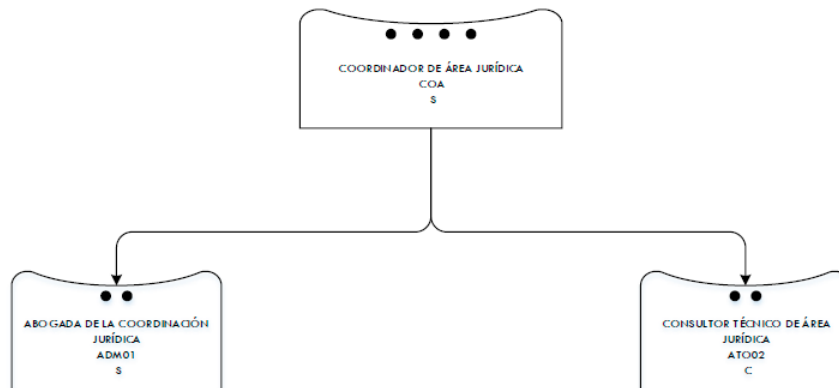 COORDINADOR DE ÁREA JURÍDICA
COA
S
ABOGADA DE LA COORDINACIÓN
JURÍDICA
ADM01
S
CONSULTOR TÉCNICO DE ÁREA
JURÍDICA
ATO02
C